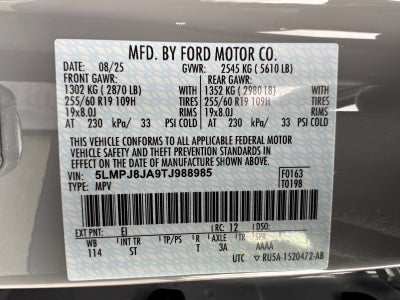 MFD. BY FORD MOTOR CO.
DATE: 08/25 GVWR: 2545 KG ( 5610 LB)
FRONT GAWR: REAR GAWR:
1302 KG ( 2870 LB) WITH 1352 KG ( 2980 LB) WITH
255/60 R19 109H TIRES 255/60 R19 109H TIRES
19x8.0J RIMS 19x8.0J RIMS
AT 230 kPa/ 33 PSI COLD AT 230 kPa/ 33 PSI COLD
THIS VEHICLE CONFORMS TO ALL APPLICABLE FEDERAL MOTOR
VEHICLE SAFETY AND THEFT PREVENTION STANDARDS IN
EFFECT ON THE DATE OF MANUFACTURE SHOWN ABOVE.
VIN: 5LMPJ8JA9TJ988985 F0163
TYPE: MPV T0198
EXT PNT: EI RC: 12 DSO:
WB INT TR TP/PS R AXLE TR SPR
114 ST T 3A AAAA
UTC ▼ RU5A-1520472-AB